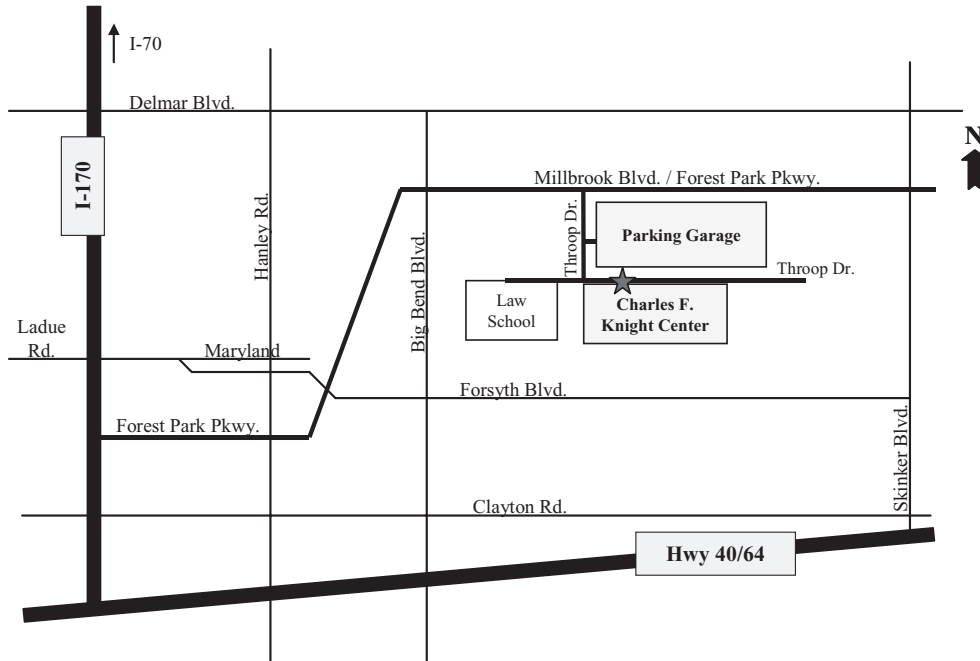 I-70
Delmar Blvd.
N
I-170
Millbrook Blvd. / Forest Park Pkwy.
Hanley Rd.
Throop Dr.
Parking Garage
Big Bend Blvd.
Throop Dr.
Law
School
Charles F.
Knight Center
Ladue
Rd.
Maryland
Forsyth Blvd.
Forest Park Pkwy.
Skinker Blvd.
Clayton Rd.
Hwy 40/64